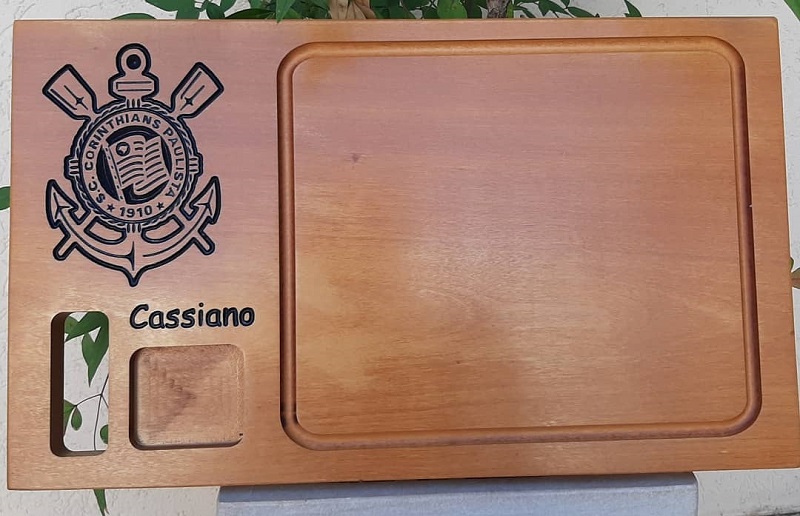 S.C. CORINTHIANS PAULISTA
★ 1910 ★
Cassiano